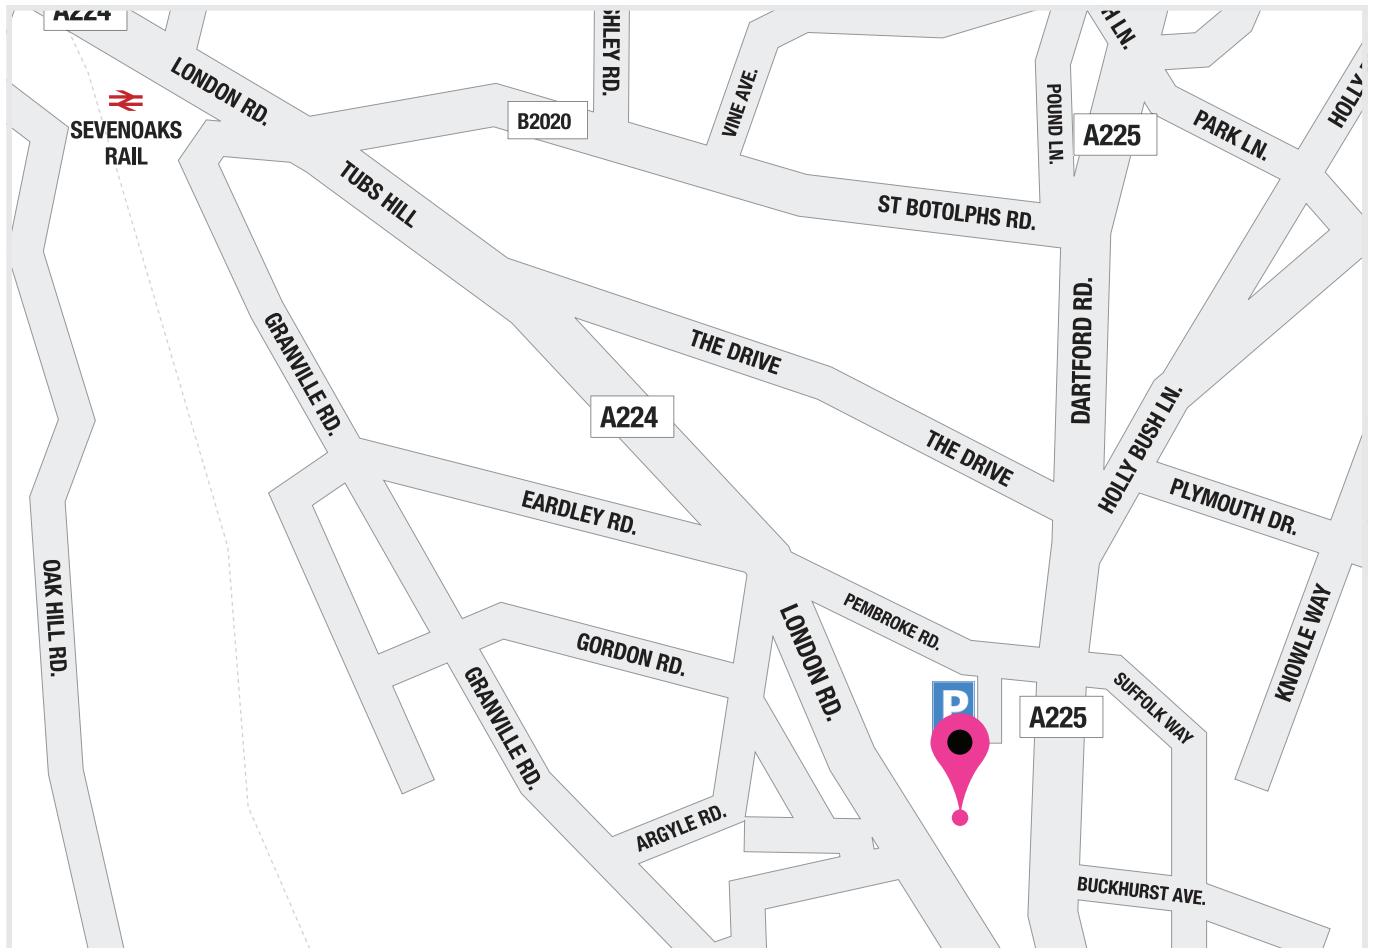 A224
LONDON RD.
SEVENOAKS
RAIL
B2020
VINE AVE.
POUND LN.
A225
PARK LN.
HOLLY
TUBS HILL
ST BOTOLPHS RD.
GRANVILLE RD.
THE DRIVE
DARTFORD RD.
A224
THE DRIVE
HOLLY BUSH LN.
EARDLEY RD.
PLYMOUTH DR.
OAK HILL RD.
PEMBROKE RD.
GORDON RD.
LONDON RD.
KNOWLE WAY
GRANVILLE RD.
P
A225
SUFFOLK WAY
ARGYLE RD.
BUCKHURST AVE.